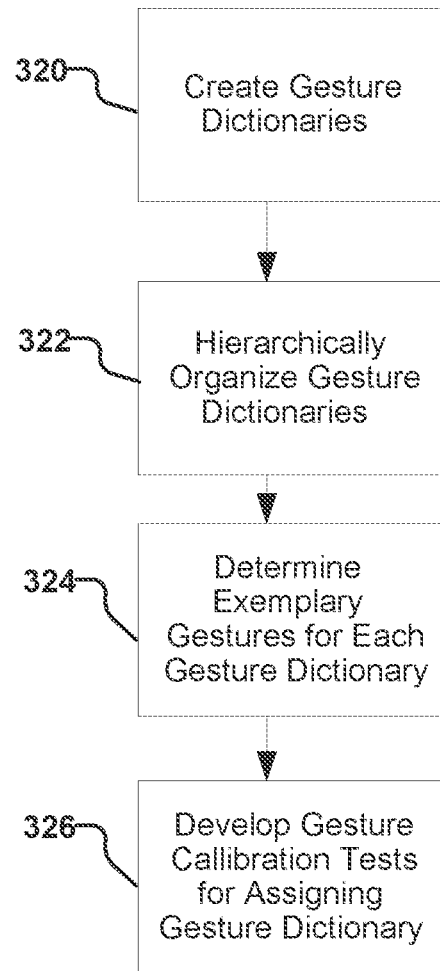 320
Create Gesture
Dictionaries
322
Hierarchically
Organize Gesture
Dictionaries
324
Determine
Exemplary
Gestures for Each
Gesture Dictionary
326
Develop Gesture
Callibration Tests
for Assigning
Gesture Dictionary